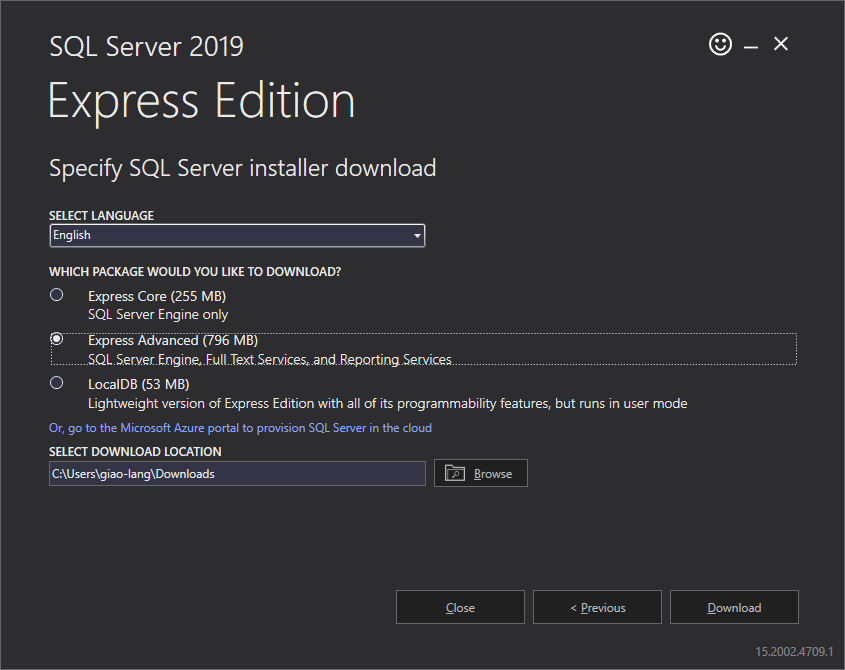 SQL Server 2019
Express Edition
Specify SQL Server installer download
SELECT LANGUAGE
English
WHICH PACKAGE WOULD YOU LIKE TO DOWNLOAD?
Express Core (255 MB)
SQL Server Engine only
Express Advanced (796 MB)
SQL Server Engine, Full Text Services, and Reporting Services
LocalDB (53 MB)
Lightweight version of Express Edition with all of its programmability features, but runs in user mode
Or, go to the Microsoft Azure portal to provision SQL Server in the cloud
SELECT DOWNLOAD LOCATION
C:\Users\giao-lang\Downloads
Browse
Close
< Previous
Download
15.2002.4709.1